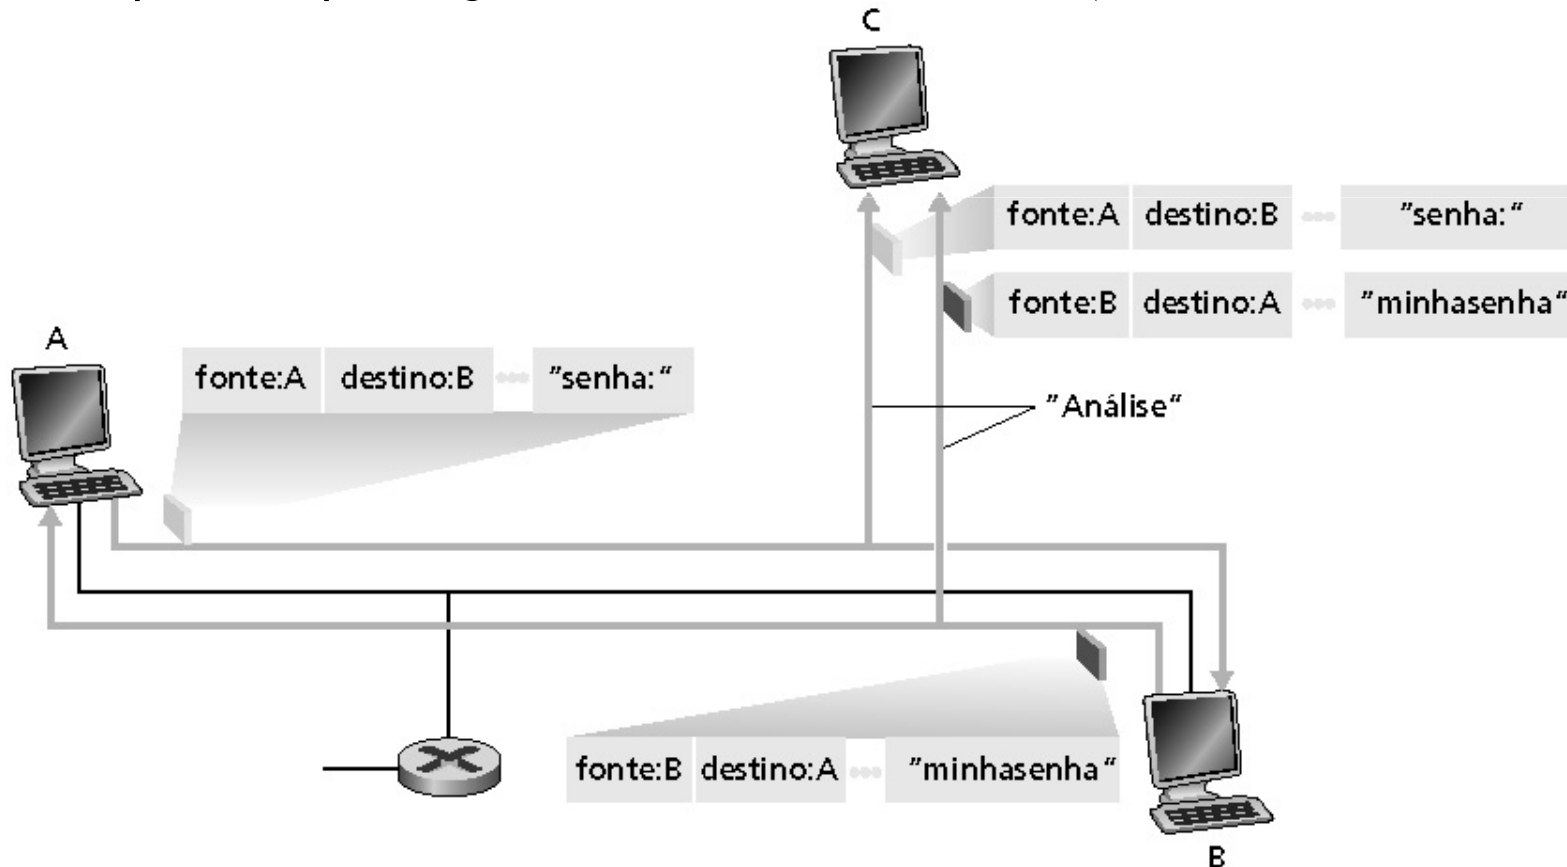 C
fonte:A destino:B "senha:"
fonte:B destino:A "minhasenha"
A
fonte:A destino:B "senha:"
"Análise"
fonte:B destino:A "minhasenha"
B